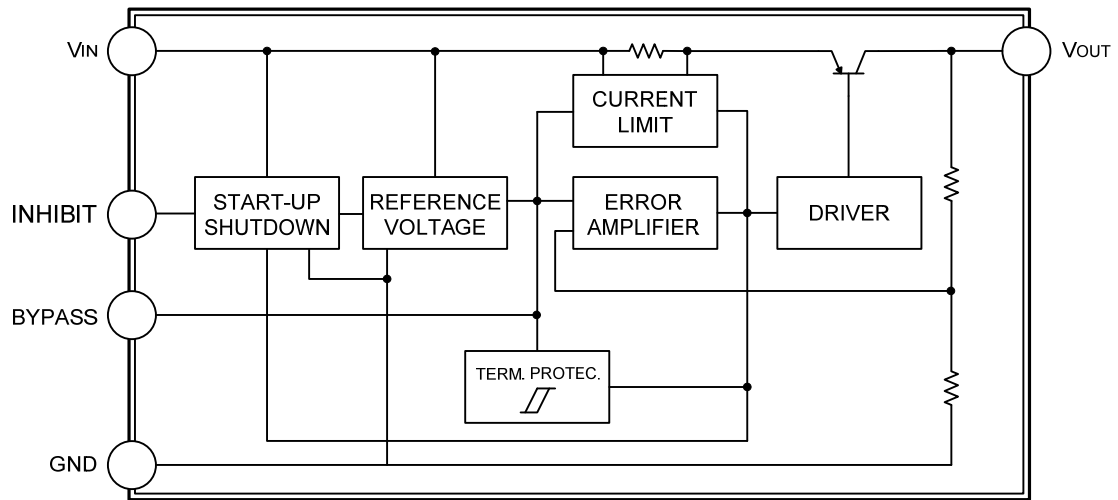 VIN
VOUT
CURRENT
LIMIT
INHIBIT
START-UP
SHUTDOWN
REFERENCE
VOLTAGE
ERROR
AMPLIFIER
DRIVER
BYPASS
TERM. PROTEC.
GND